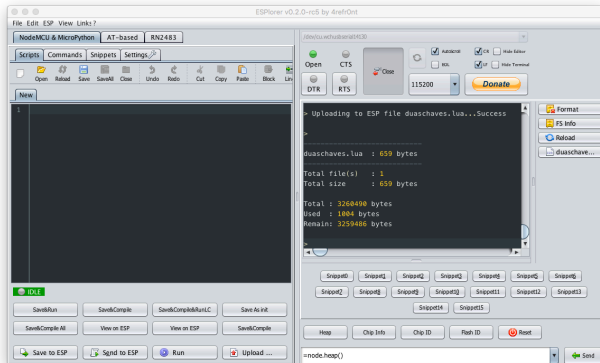 ESPlorer v0.2.0-rc5 by 4refr0nt
File Edit ESP View Links ?
NodeMCU & MicroPython AT-based RN2483
Scripts Commands Snippets Settings
Open Reload Save SaveAll Close Undo Redo Cut Copy Paste Block Lin
New
1
IDLE
Save&Run Save&Compile Save&Compile&RunLC Save As init
Save&Compile All View on ESP View on ESP Save&Compile
Save to ESP Send to ESP Run Upload ...
Open CTS
DTR RTS
Close
AutoScroll CR Hide Editor
EOL LF Hide Terminal
115200 Donate
> Uploading to ESP file duaschaves.lua...Success
>
----------------------------
duaschaves.lua : 659 bytes
----------------------------
Total file(s) : 1
Total size : 659 bytes
Total : 3260490 bytes
Used : 1004 bytes
Remain: 3259486 bytes
>
Format
FS Info
Reload
duaschave...
Snippet0 Snippet1 Snippet2 Snippet3 Snippet4 Snippet5 Snippet6
Snippet7 Snippet8 Snippet9 Snippet10 Snippet11 Snippet12 Snippet13
Snippet14 Snippet15
Heap Chip Info Chip ID Flash ID Reset
=node.heap() Send